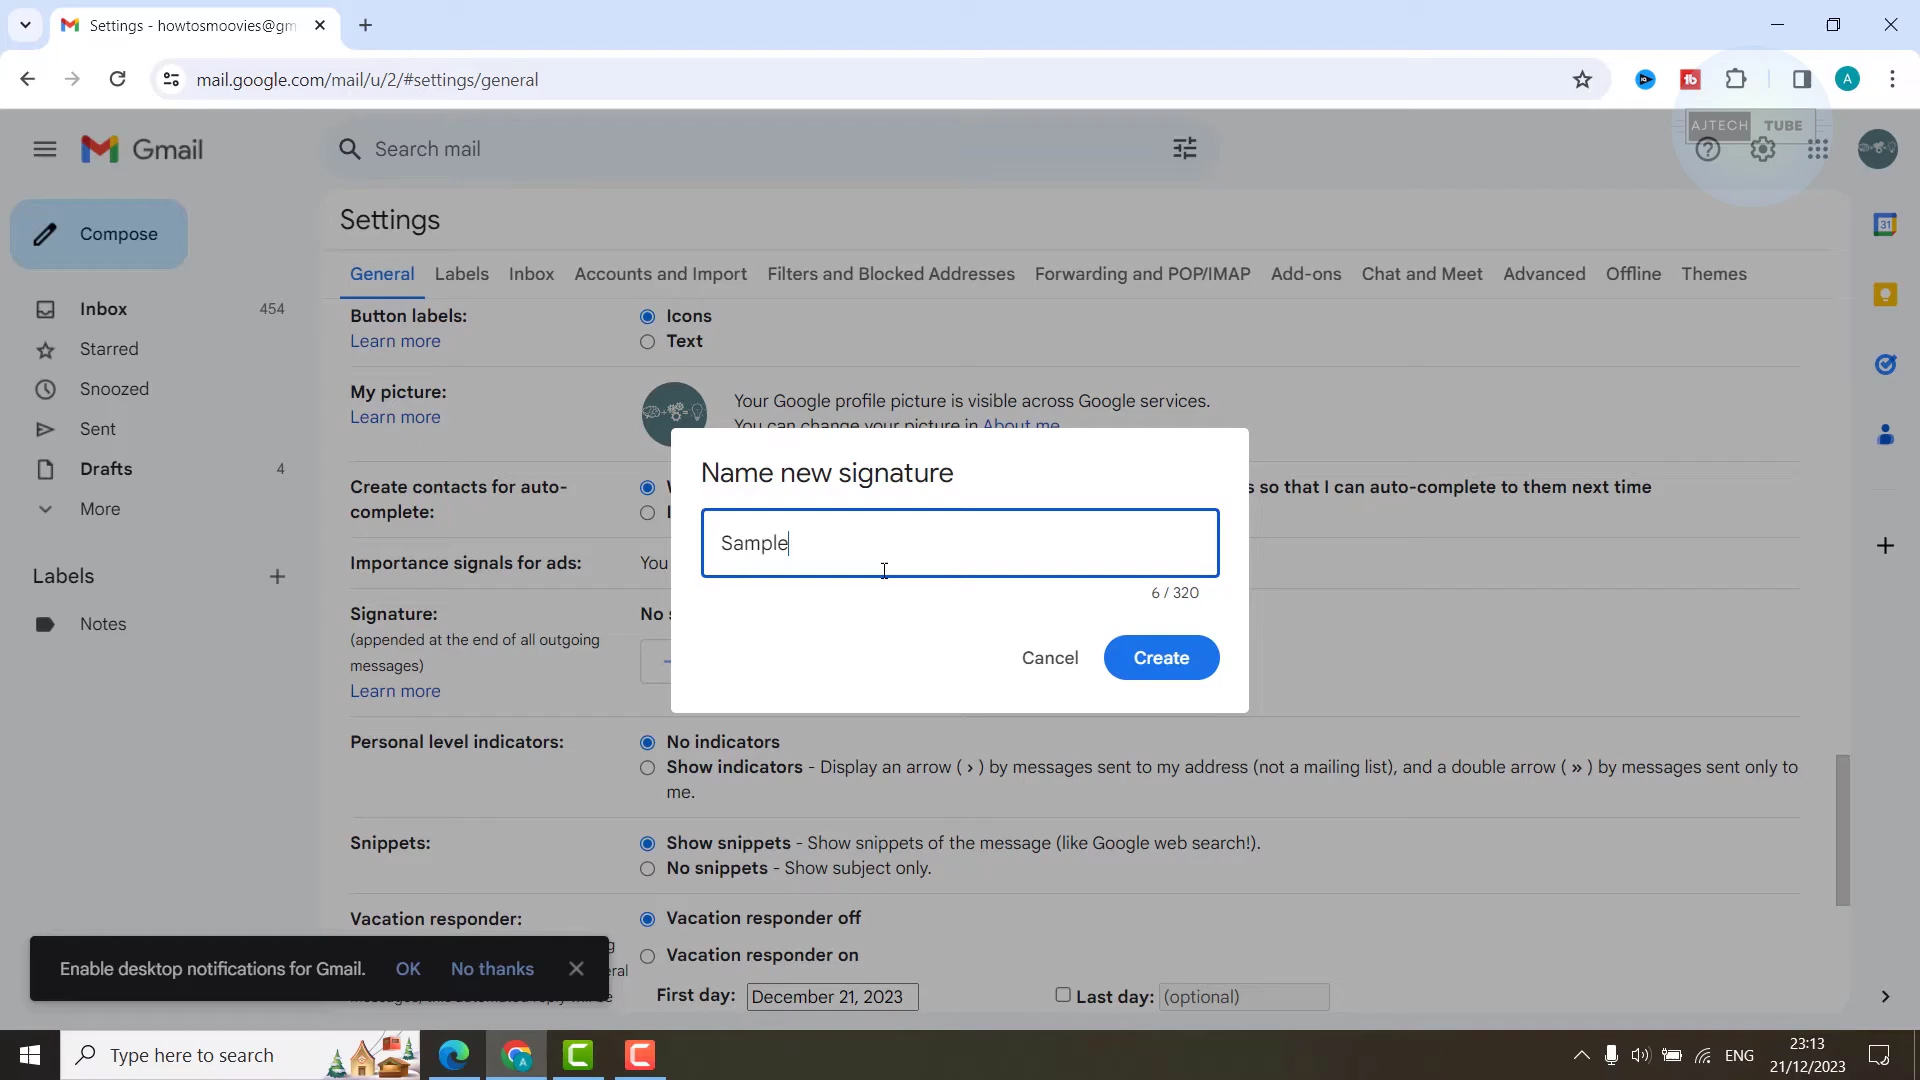 Settings - howtosmoovies@gm
mail.google.com/mail/u/2/#settings/general
A
AJTECH TUBE
Gmail
Search mail
Compose
Inbox 454
Starred
Snoozed
Sent
Drafts 4
More
Labels
Notes
Settings
General Labels Inbox Accounts and Import Filters and Blocked Addresses Forwarding and POP/IMAP Add-ons Chat and Meet Advanced Offline Themes
Button labels:
Learn more
Icons
Text
My picture:
Learn more
Your Google profile picture is visible across Google services.
You can change your picture in About me
Create contacts for auto-
complete:
s so that I can auto-complete to them next time
Importance signals for ads:
You
Signature:
(appended at the end of all outgoing
messages)
Learn more
No
Name new signature
Sample
6 / 320
Cancel Create
Personal level indicators:
No indicators
Show indicators - Display an arrow ( › ) by messages sent to my address (not a mailing list), and a double arrow ( » ) by messages sent only to
me.
Snippets:
Show snippets - Show snippets of the message (like Google web search!).
No snippets - Show subject only.
Vacation responder:
Vacation responder off
Vacation responder on
First day: December 21, 2023 Last day: (optional)
Enable desktop notifications for Gmail. OK No thanks
31
Type here to search
ENG
23:13
21/12/2023